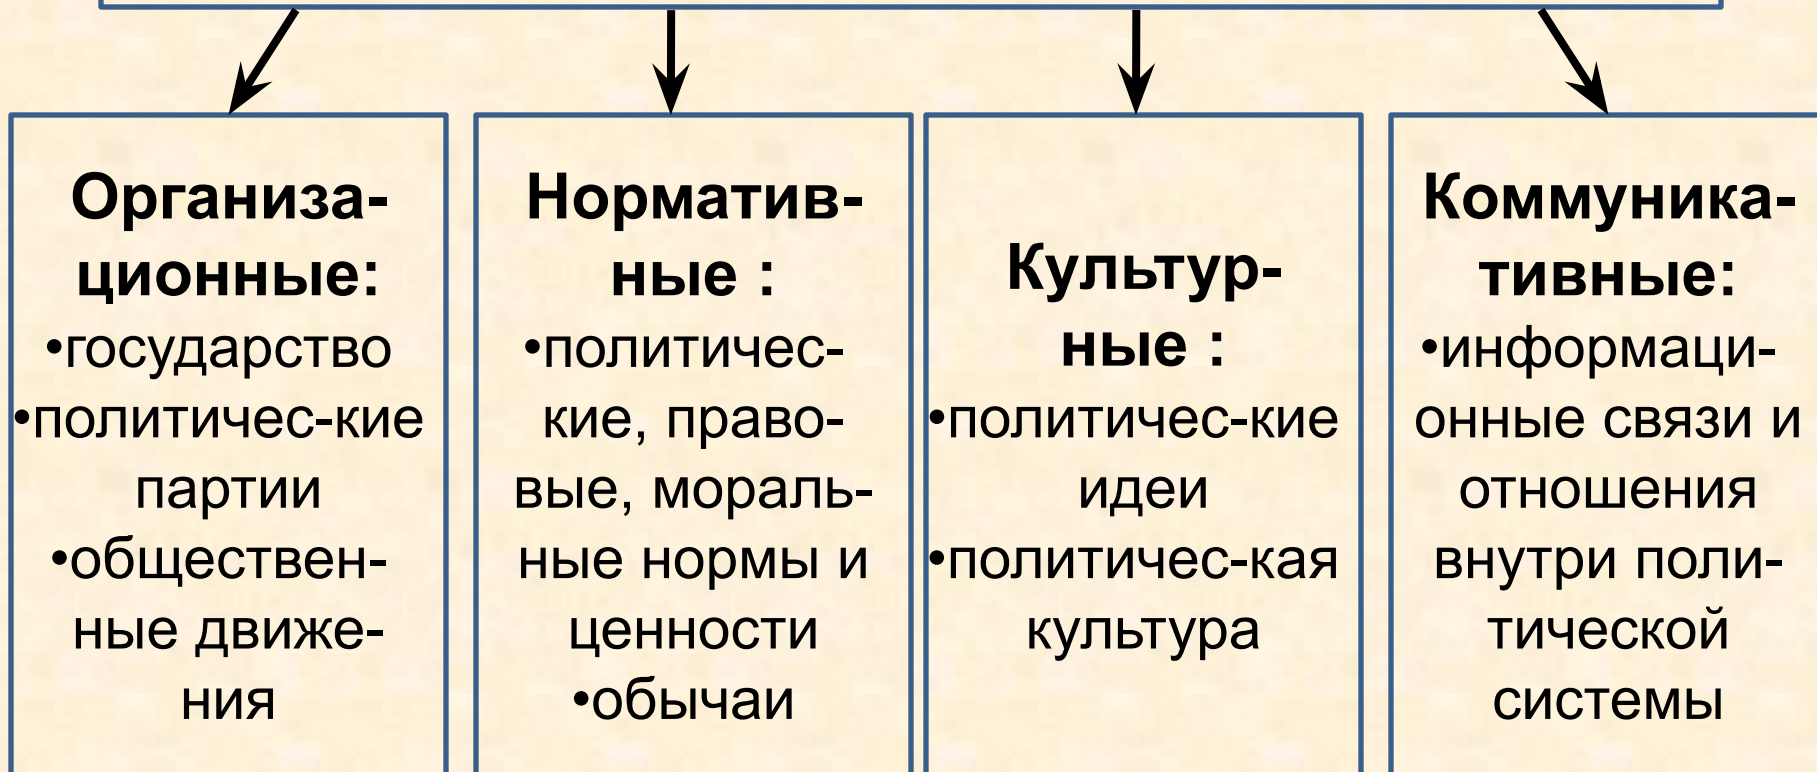 Организа-
ционные:
•государство
•политичес-кие
партии
•обществен-
ные движе-
ния
Норматив-
ные :
•политичес-
кие, право-
вые, мораль-
ные нормы и
ценности
•обычаи
Культур-
ные :
•политичес-кие
идеи
•политичес-кая
культура
Коммуника-
тивные:
•информаци-
онные связи и
отношения
внутри поли-
тической
системы